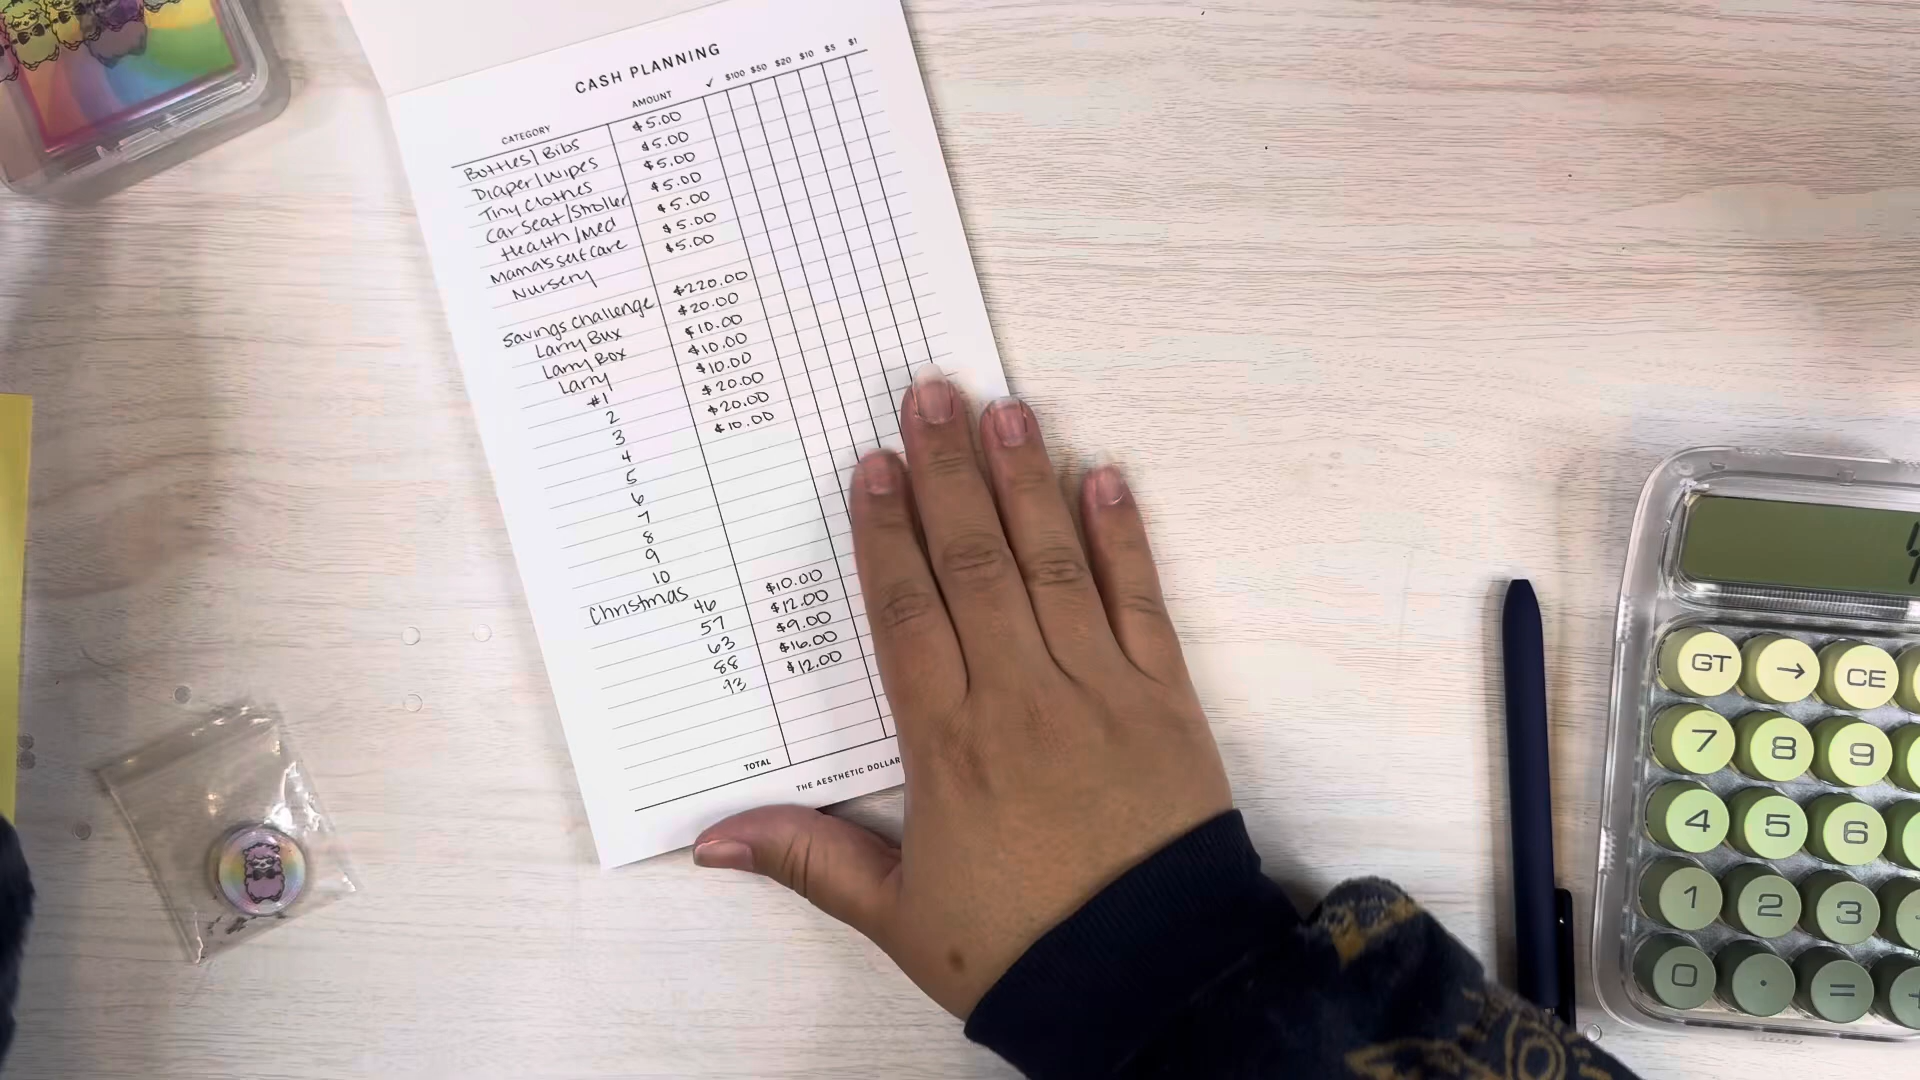 CASH PLANNING
CATEGORY AMOUNT ✓ $100 $50 $20 $10 $5 $1
Bottles/Bibs $5.00
Diaper/Wipes $5.00
Tiny Clothes $5.00
Car Seat/Stroller $5.00
Health/Med $5.00
Mama's self care $5.00
Nursery $5.00
Savings Challenge $220.00
Larry Bux $20.00
Larry Box $10.00
Larry $10.00
#1 $10.00
2 $20.00
3 $20.00
4 $10.00
5
6
7
8
9
10
Christmas
46 $10.00
57 $12.00
63 $9.00
88 $16.00
93 $12.00
TOTAL
THE AESTHETIC DOLLAR
GT → CE
7 8 9
4 5 6
1 2 3
0 . =